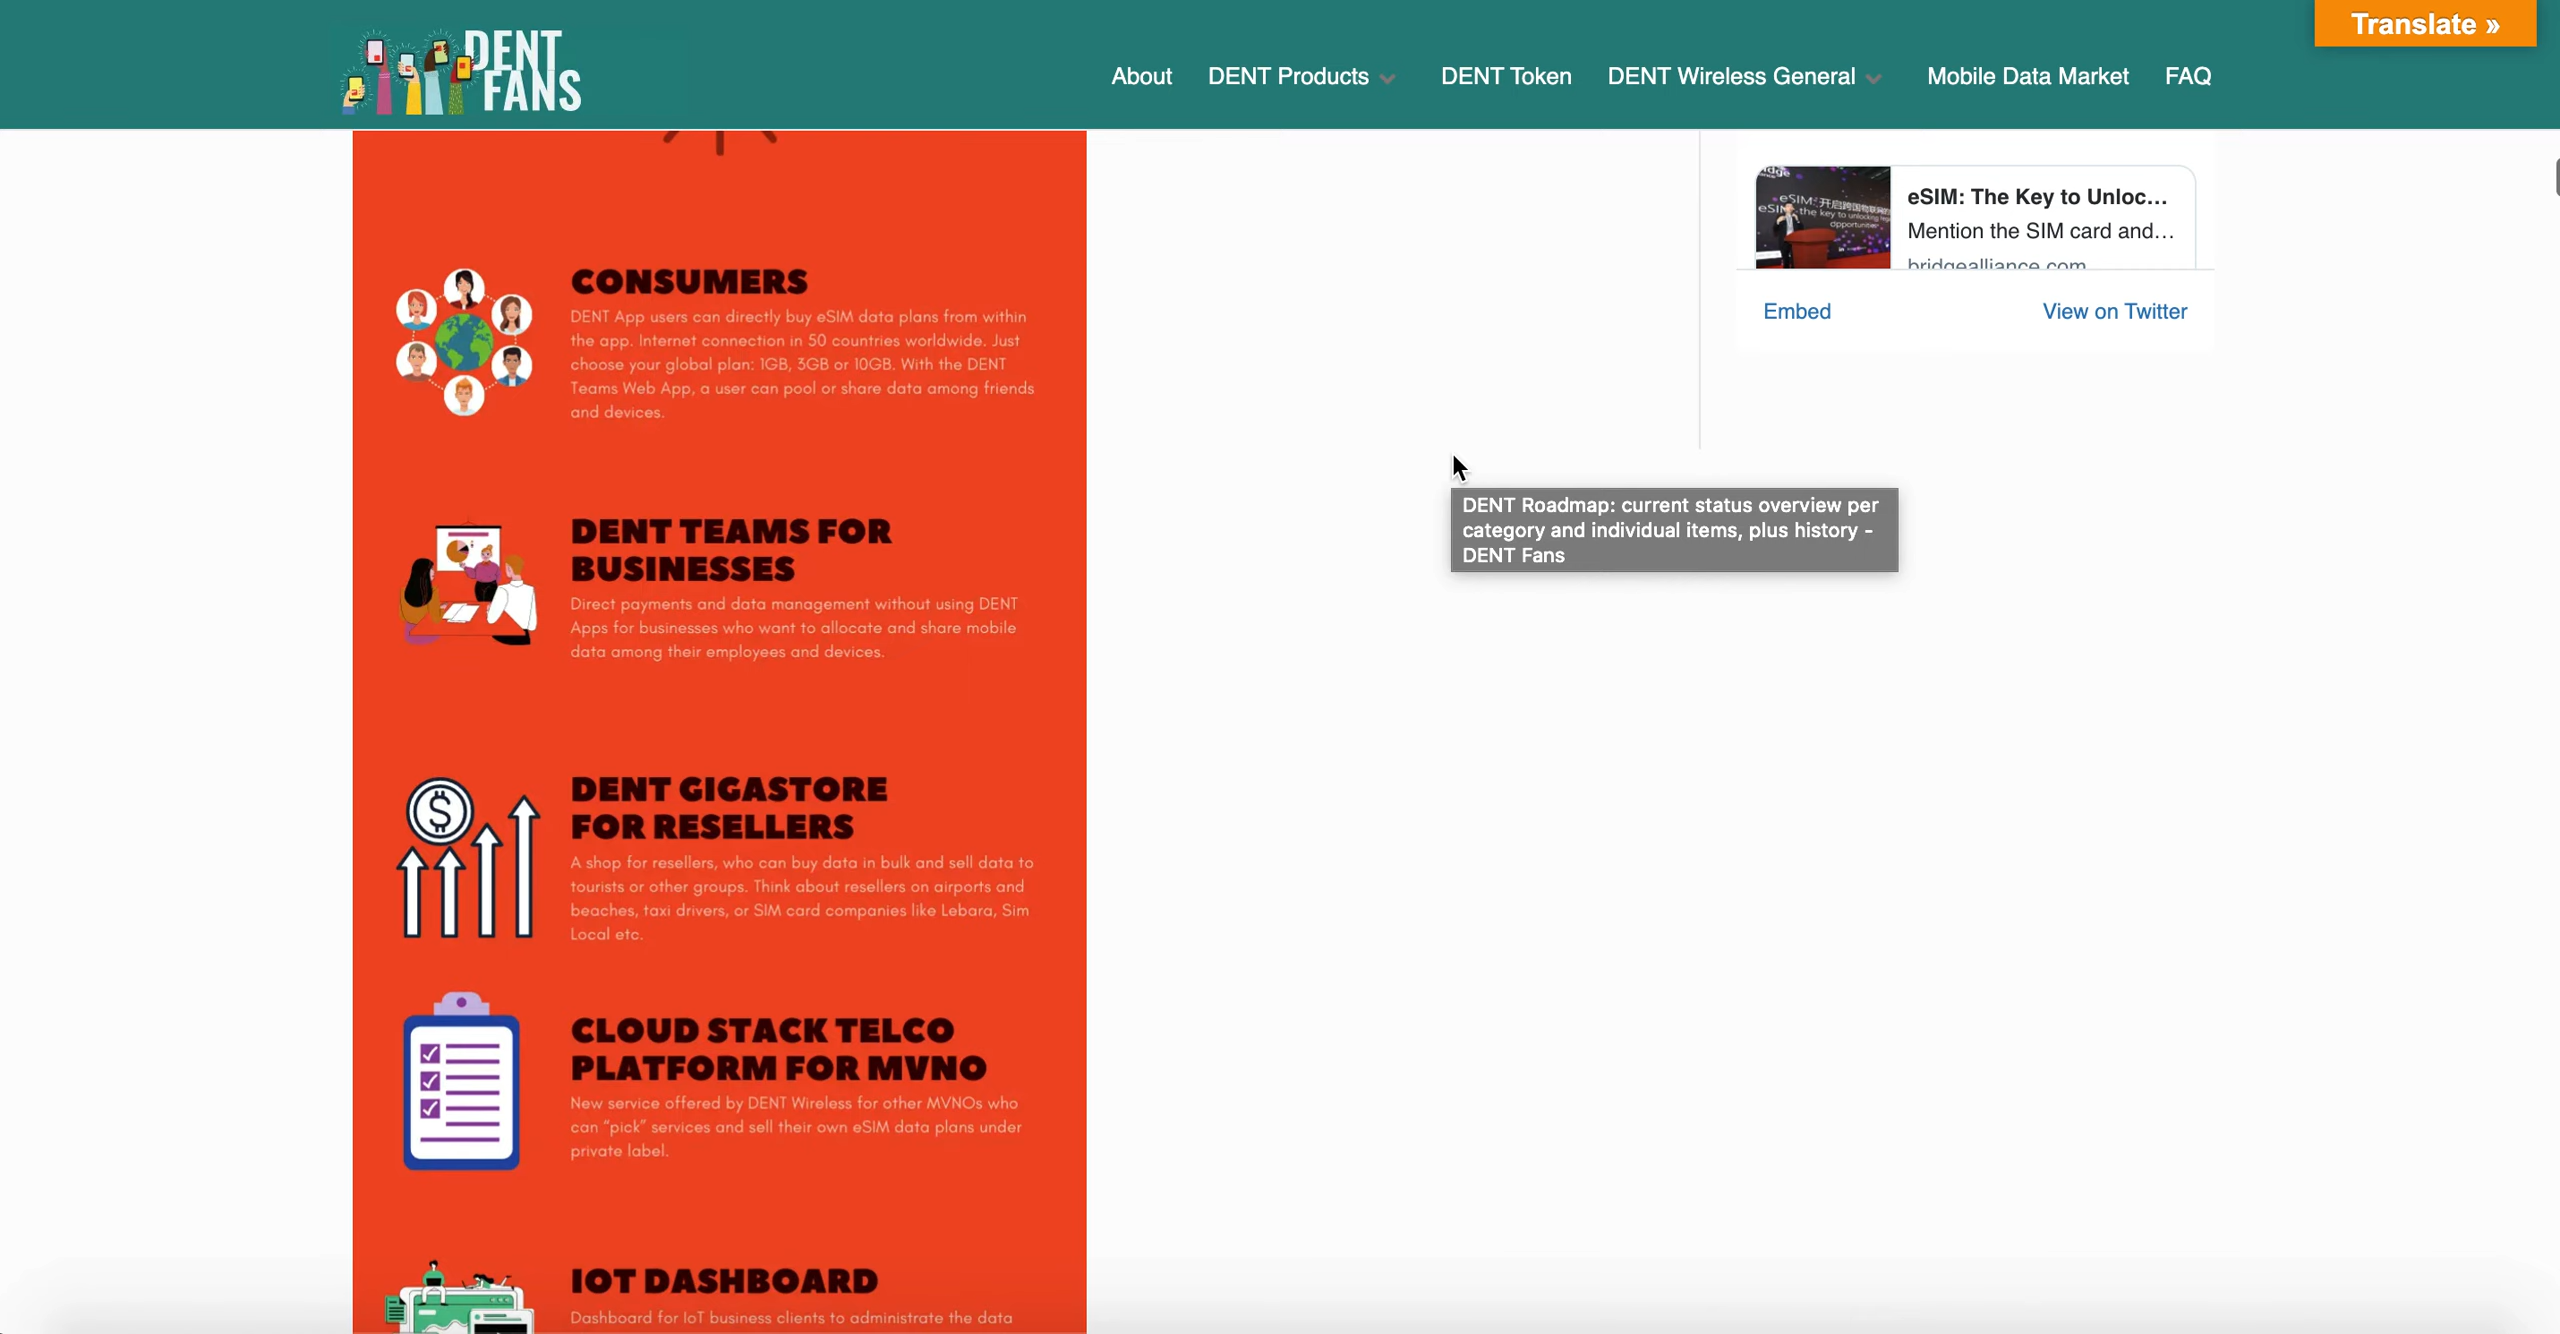 Translate »
DENT
FANS
About DENT Products DENT Token DENT Wireless General Mobile Data Market FAQ
CONSUMERS
DENT App users can directly buy eSIM data plans from within
the app. Internet connection in 50 countries worldwide. Just
choose your global plan: 1GB, 3GB or 10GB. With the DENT
Teams Web App, a user can pool or share data among friends
and devices.
DENT TEAMS FOR
BUSINESSES
Direct payments and data management without using DENT
Apps for businesses who want to allocate and share mobile
data among their employees and devices.
DENT GIGASTORE
FOR RESELLERS
A shop for resellers, who can buy data in bulk and sell data to
tourists or other groups. Think about resellers on airports and
beaches, taxi drivers, or SIM card companies like Lebara, Sim
Local etc.
CLOUD STACK TELCO
PLATFORM FOR MVNO
New service offered by DENT Wireless for other MVNOs who
can “pick” services and sell their own eSIM data plans under
private label.
IOT DASHBOARD
Dashboard for IoT business clients to administrate the data
eSIM: The Key to Unloc...
Mention the SIM card and...
bridgealliance.com
Embed View on Twitter
DENT Roadmap: current status overview per
category and individual items, plus history -
DENT Fans